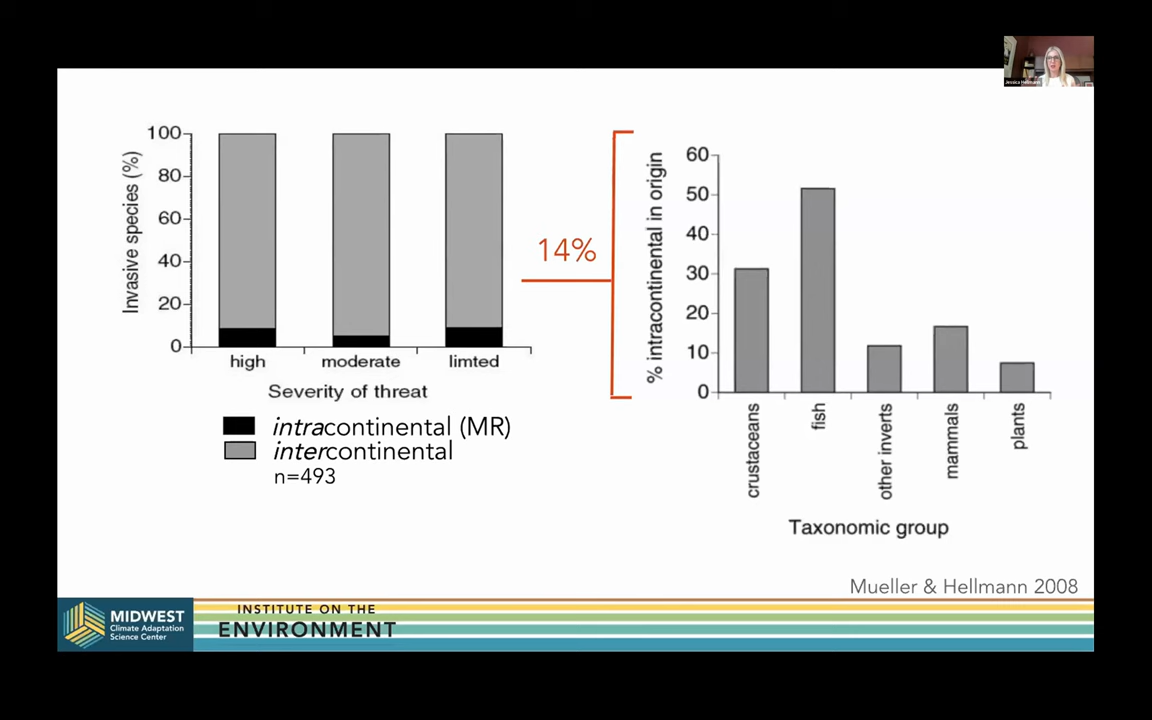 Jessica Hellmann
100
80
60
40
20
0
Invasive species (%)
high
moderate
limted
Severity of threat
intracontinental (MR)
intercontinental
n=493
14%
60
50
40
30
20
10
0
% intracontinental in origin
crustaceans
fish
other inverts
mammals
plants
Taxonomic group
Mueller & Hellmann 2008
MIDWEST
Climate Adaptation
Science Center
INSTITUTE ON THE
ENVIRONMENT